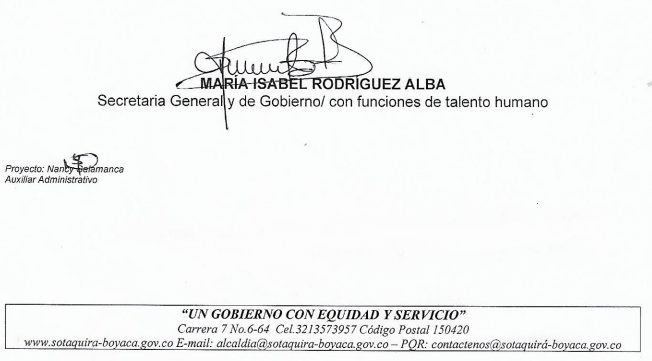 MARÍA ISABEL RODRÍGUEZ ALBA
Secretaria General y de Gobierno/ con funciones de talento humano
Proyecto: Nancy Salamanca
Auxiliar Administrativo
"UN GOBIERNO CON EQUIDAD Y SERVICIO"
Carrera 7 No.6-64 Cel.3213573957 Código Postal 150420
www.sotaquira-boyaca.gov.co E-mail: alcaldia@sotaquira-boyaca.gov.co – PQR: contactenos@sotaquirá-boyaca.gov.co